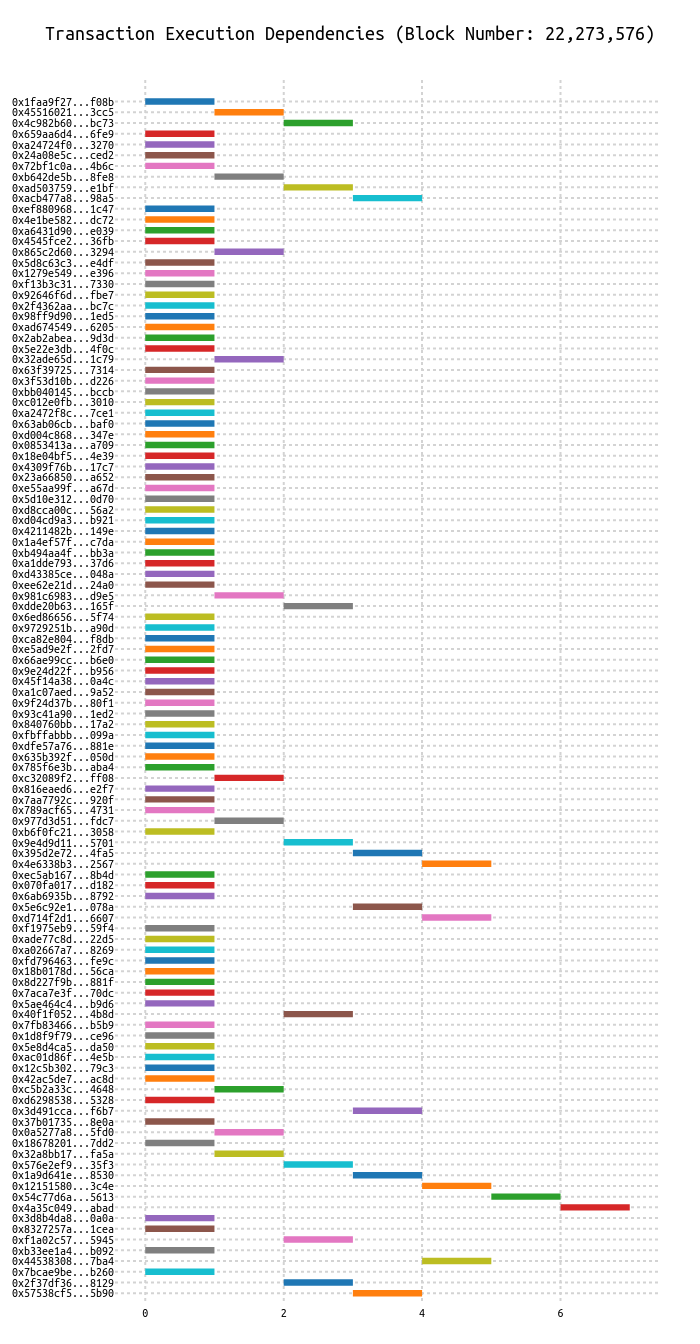 Transaction Execution Dependencies (Block Number: 22,273,576)
0x1faa9f27...f08b
0x45516021...3cc5
0x4c982b60...bc73
0x659aa6d4...6fe9
0xa24724f0...3270
0x24a08e5c...ced2
0x72bf1c0a...4b6c
0xb642de5b...8fe8
0xad503759...e1bf
0xacb477a8...98a5
0xef880968...1c47
0x4e1be582...dc72
0xa6431d90...e039
0x4545fce2...36fb
0x865c2d60...3294
0x5d8c63c3...e4df
0x1279e549...e396
0xf13b3c31...7330
0x92646f6d...fbe7
0x2f4362aa...bc7c
0x98ff9d90...1ed5
0xad674549...6205
0x2ab2abea...9d3d
0x5e22e3db...4f0c
0x32ade65d...1c79
0x63f39725...7314
0x3f53d10b...d226
0xbb040145...bccb
0xc012e0fb...3010
0xa2472f8c...7ce1
0x63ab06cb...baf0
0xd004c868...347e
0x0853413a...a709
0x18e04bf5...4e39
0x4309f76b...17c7
0x23a66850...a652
0xe55aa99f...a67d
0x5d10e312...0d70
0xd8cca00c...56a2
0xd04cd9a3...b921
0x4211482b...149e
0x1a4ef57f...c7da
0xb494aa4f...bb3a
0xa1dde793...37d6
0xd43385ce...048a
0xee62e21d...24a0
0x981c6983...d9e5
0xdde20b63...165f
0x6ed86656...5f74
0x9729251b...a90d
0xca82e804...f8db
0xe5ad9e2f...2fd7
0x66ae99cc...b6e0
0x9e24d22f...b956
0x45f14a38...0a4c
0xa1c07aed...9a52
0x9f24d37b...80f1
0x93c41a90...1ed2
0x840760bb...17a2
0xfbffabbb...099a
0xdfe57a76...881e
0x635b392f...050d
0x785f6e3b...aba4
0xc32089f2...ff08
0x816eaed6...e2f7
0x7aa7792c...920f
0x789acf65...4731
0x977d3d51...fdc7
0xb6f0fc21...3058
0x9e4d9d11...5701
0x395d2e72...4fa5
0x4e6338b3...2567
0xec5ab167...8b4d
0x070fa017...d182
0x6ab6935b...8792
0x5e6c92e1...078a
0xd714f2d1...6607
0xf1975eb9...59f4
0xade77c8d...22d5
0xa02667a7...8269
0xfd796463...fe9c
0x18b0178d...56ca
0x8d227f9b...881f
0x7aca7e3f...70dc
0x5ae464c4...b9d6
0x40f1f052...4b8d
0x7fb83466...b5b9
0x1d8f9f79...ce96
0x5e8d4ca5...da50
0xac01d86f...4e5b
0x12c5b302...79c3
0x42ac5de7...ac8d
0xc5b2a33c...4648
0xd6298538...5328
0x3d491cca...f6b7
0x37b01735...8e0a
0x0a5277a8...5fd0
0x18678201...7dd2
0x32a8bb17...fa5a
0x576e2ef9...35f3
0x1a9d641e...8530
0x12151580...3c4e
0x54c77d6a...5613
0x4a35c049...abad
0x3d8b4da8...0a0a
0x8327257a...1cea
0xf1a02c57...5945
0xb33ee1a4...b092
0x44538308...7ba4
0x7bcae9be...b260
0x2f37df36...8129
0x57538cf5...5b90
0 2 4 6